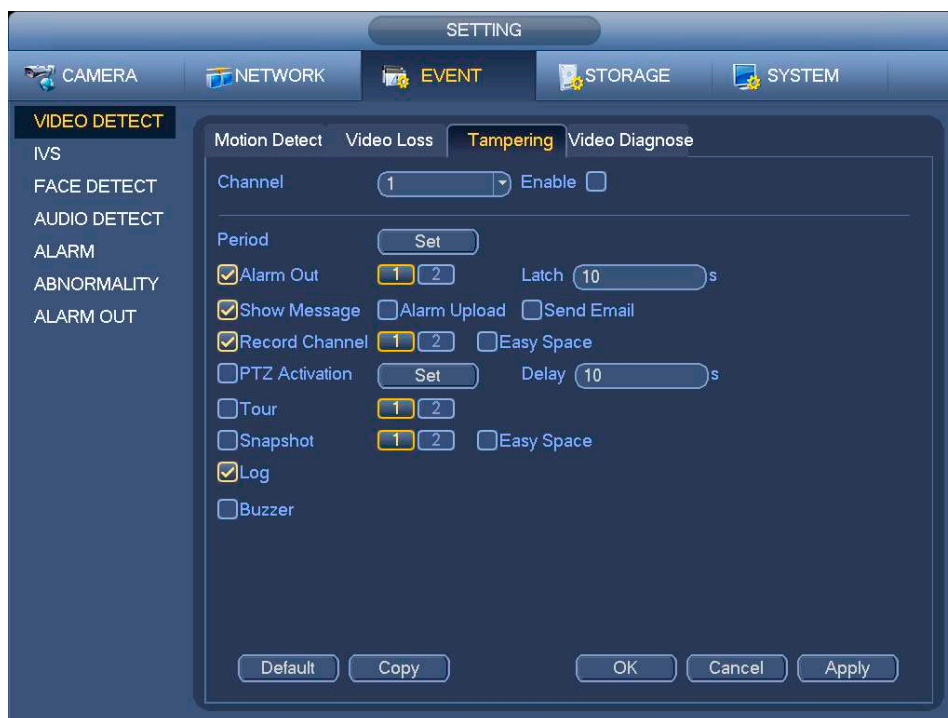 SETTING
CAMERA NETWORK EVENT STORAGE SYSTEM
VIDEO DETECT
IVS
FACE DETECT
AUDIO DETECT
ALARM
ABNORMALITY
ALARM OUT
Motion Detect Video Loss Tampering Video Diagnose
Channel 1 Enable
Period Set
Alarm Out 1 2 Latch 10 s
Show Message Alarm Upload Send Email
Record Channel 1 2 Easy Space
PTZ Activation Set Delay 10 s
Tour 1 2
Snapshot 1 2 Easy Space
Log
Buzzer
Default Copy OK Cancel Apply